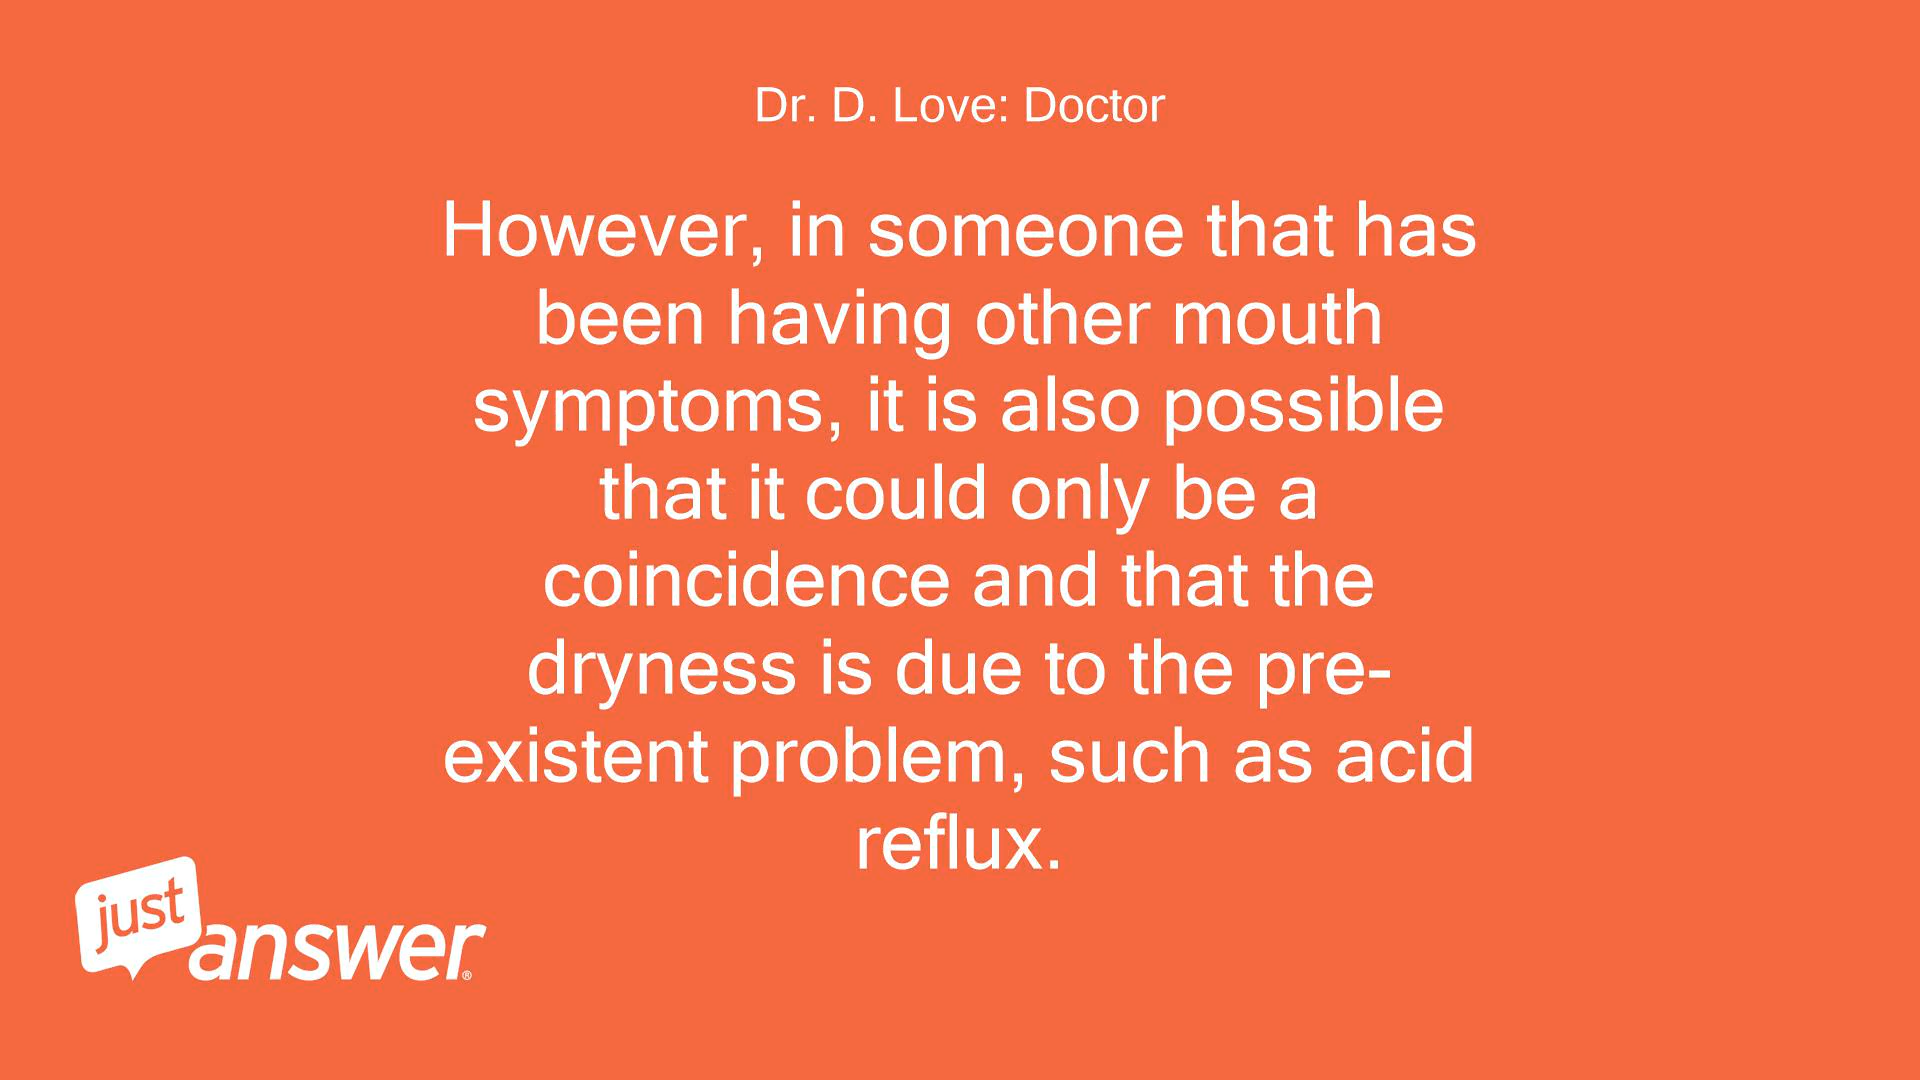 Dr. D. Love: Doctor
However, in someone that has
been having other mouth
symptoms, it is also possible
that it could only be a
coincidence and that the
dryness is due to the pre-
existent problem, such as acid
reflux.
just
answer®